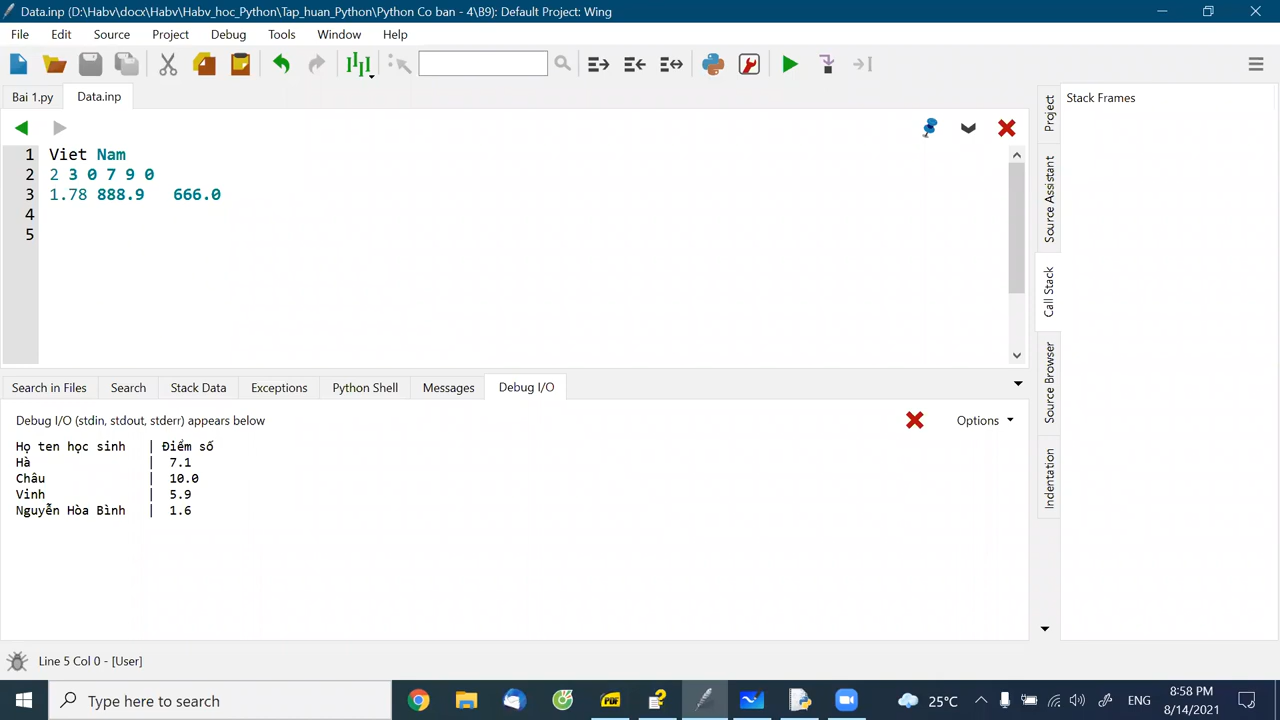 Data.inp (D:\Habv\docx\Habv\Habv_hoc_Python\Tap_huan_Python\Python Co ban - 4\B9): Default Project: Wing
File Edit Source Project Debug Tools Window Help
Bai 1.py Data.inp
Stack Frames
1 Viet Nam
2 2 3 0 7 9 0
3 1.78 888.9 666.0
4
5
Project
Source Assistant
Call Stack
Source Browser
Indentation
Search in Files Search Stack Data Exceptions Python Shell Messages Debug I/O
Debug I/O (stdin, stdout, stderr) appears below Options
Họ ten học sinh | Điểm số
Hà | 7.1
Châu | 10.0
Vinh | 5.9
Nguyễn Hòa Bình | 1.6
Line 5 Col 0 - [User]
Type here to search
PDF
25°C
ENG
8:58 PM
8/14/2021